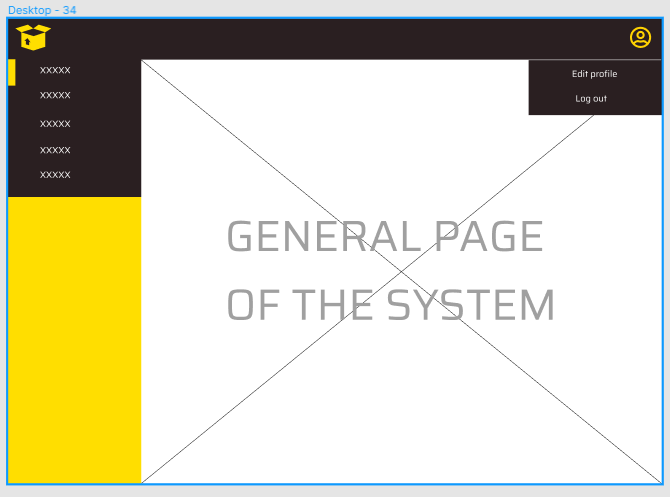 Desktop - 34
XXXXX
XXXXX
XXXXX
XXXXX
XXXXX
Edit profile
Log out
GENERAL PAGE
OF THE SYSTEM